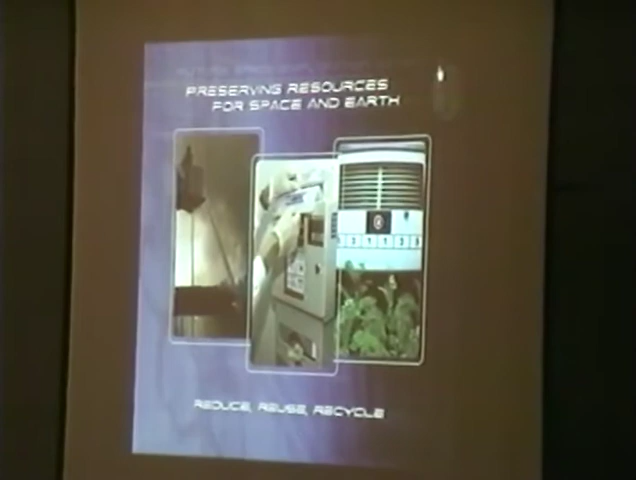 PRESERVING RESOURCES
FOR SPACE AND EARTH
REDUCE, REUSE, RECYCLE